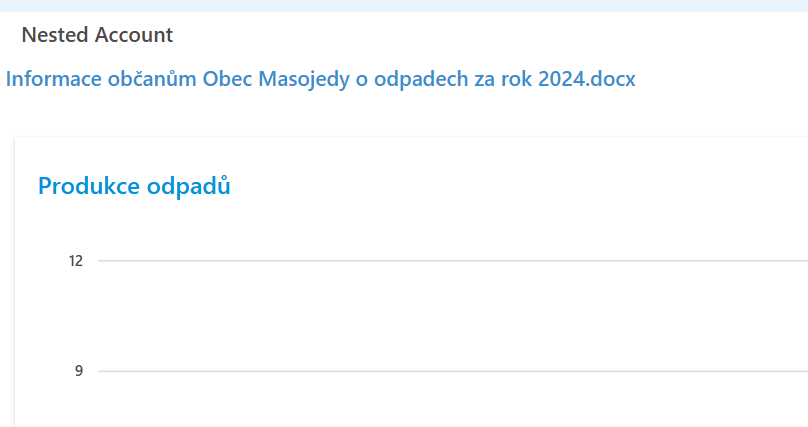 Nested Account
Informace občanům Obec Masojedy o odpadech za rok 2024.docx
Produkce odpadů
12
9